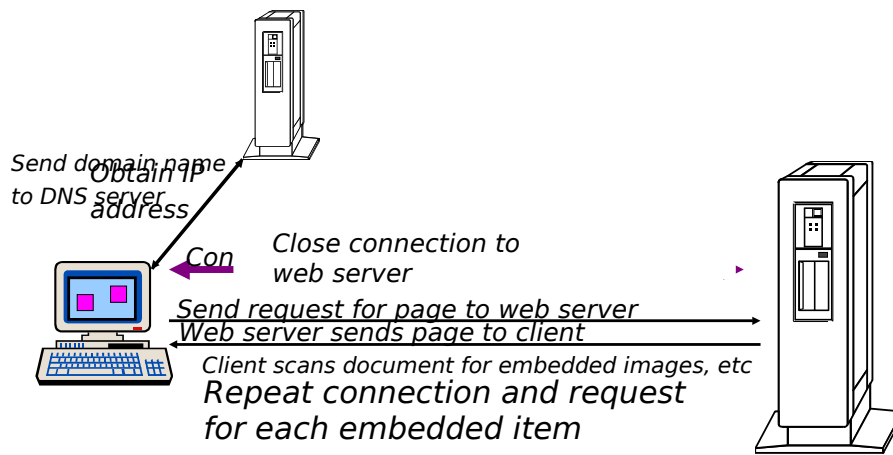 Send domain name
to DNS server
Obtain IP
address
Con
Close connection to
web server
Send request for page to web server
Web server sends page to client
Client scans document for embedded images, etc
Repeat connection and request
for each embedded item